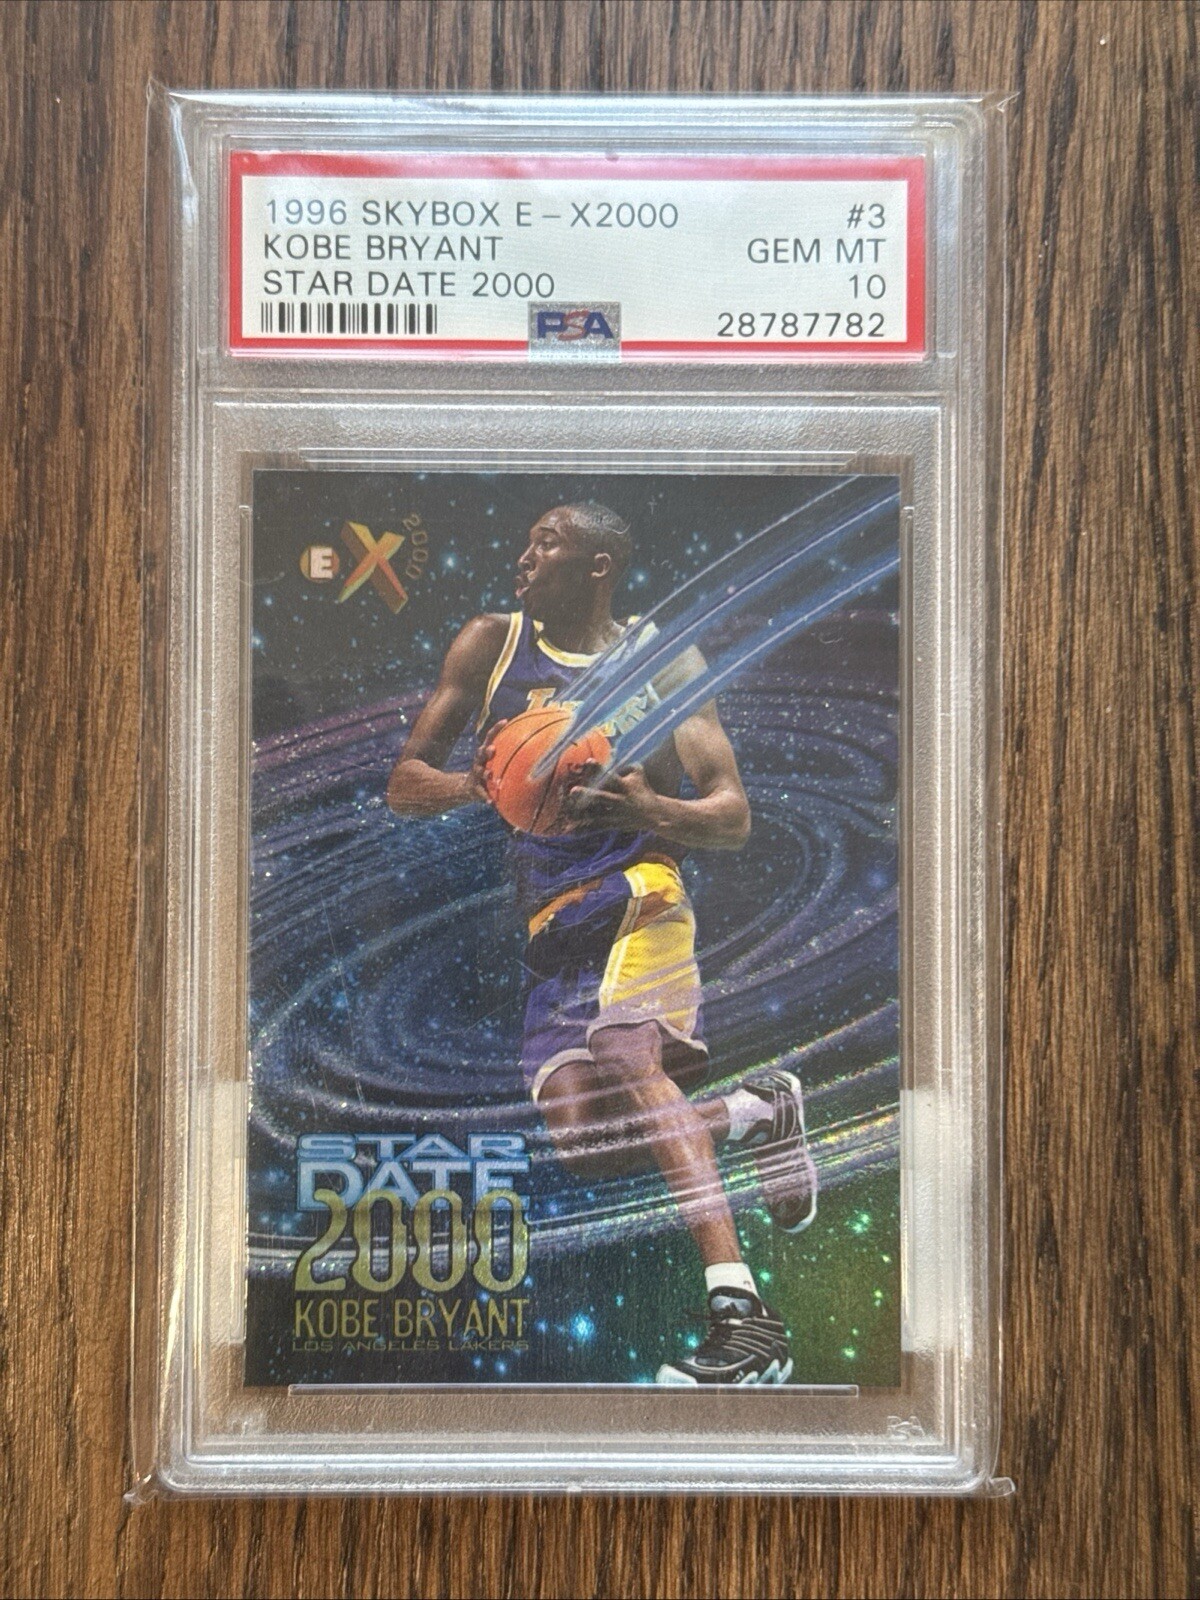 1996 SKYBOX E-X2000 #3
KOBE BRYANT GEM MT
STAR DATE 2000 10
PSA 28787782
E X 2000
STAR
DATE
2000
KOBE BRYANT
LOS ANGELES LAKERS
PSA